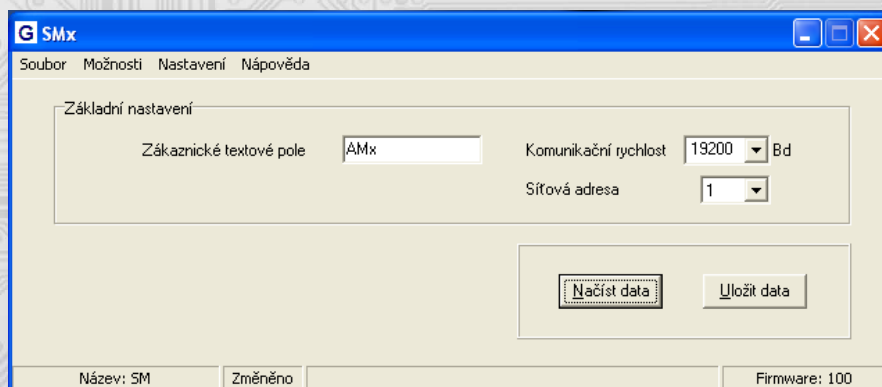 G SMx
Soubor Možnosti Nastavení Nápověda
Základní nastavení
Zákaznické textové pole AMx Komunikační rychlost 19200 Bd
Síťová adresa 1
Načíst data Uložit data
Název: SM Změněno Firmware: 100